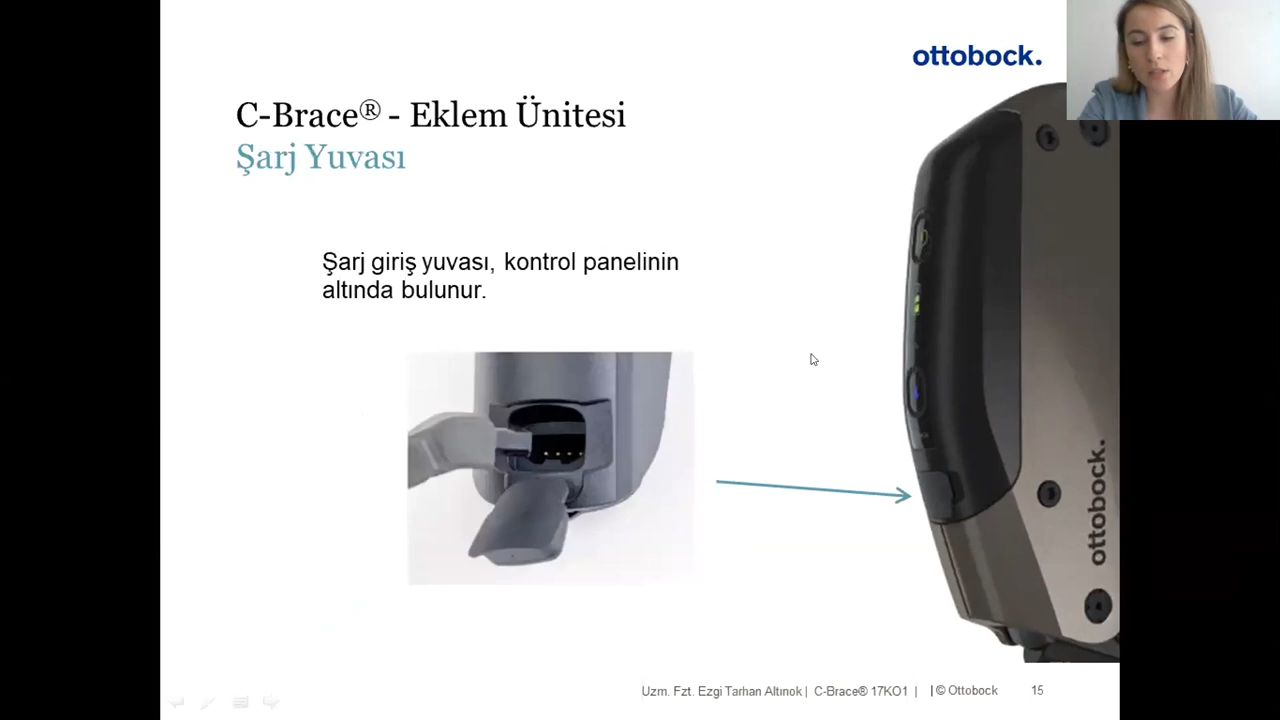 ottobock.
C-Brace® - Eklem Ünitesi
Şarj Yuvası
Şarj giriş yuvası, kontrol panelinin
altında bulunur.
ottobock.
Uzm. Fzt. Ezgi Tarhan Altınok | C-Brace® 17KO1 | | © Ottobock 15